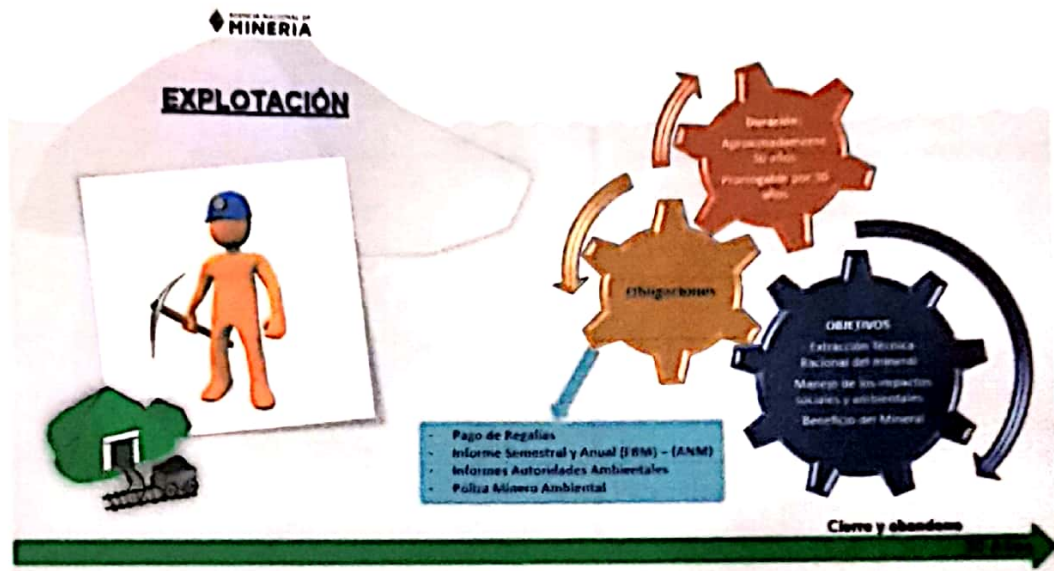 AGENCIA NACIONAL DE
MINERÍA
EXPLOTACIÓN
Duración
Aproximadamente
30 años
Prorrogable por 30
años
Obligaciones
OBJETIVOS
Extracción Técnica
Racional del mineral
Manejo de los impactos
sociales y ambientales
Beneficio del Mineral
- Pago de Regalías
- Informe Semestral y Anual (FBM) – (ANM)
- Informes Autoridades Ambientales
- Poliza Minero Ambiental
Cierre y abandono